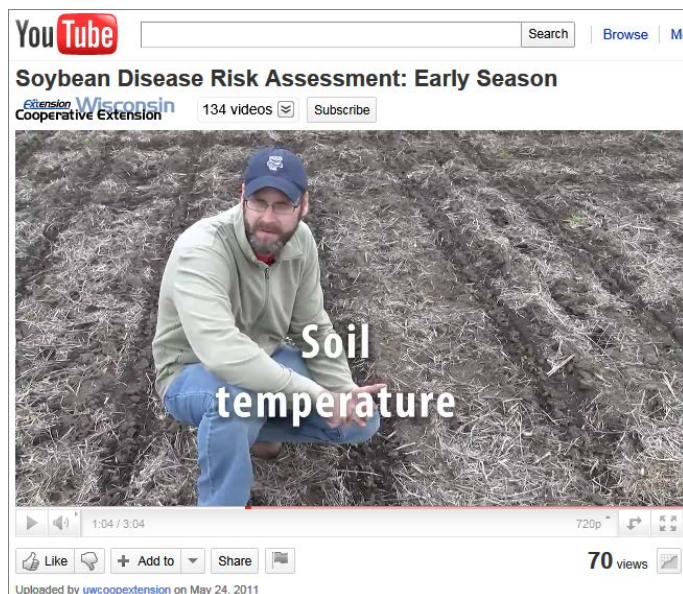 YouTube Search Browse
Soybean Disease Risk Assessment: Early Season
Extension Wisconsin
Cooperative Extension
134 videos Subscribe
Soil
temperature
1:04 / 3:04 720p
Like Add to Share 70 views
Uploaded by uwcoopextension on May 24, 2011